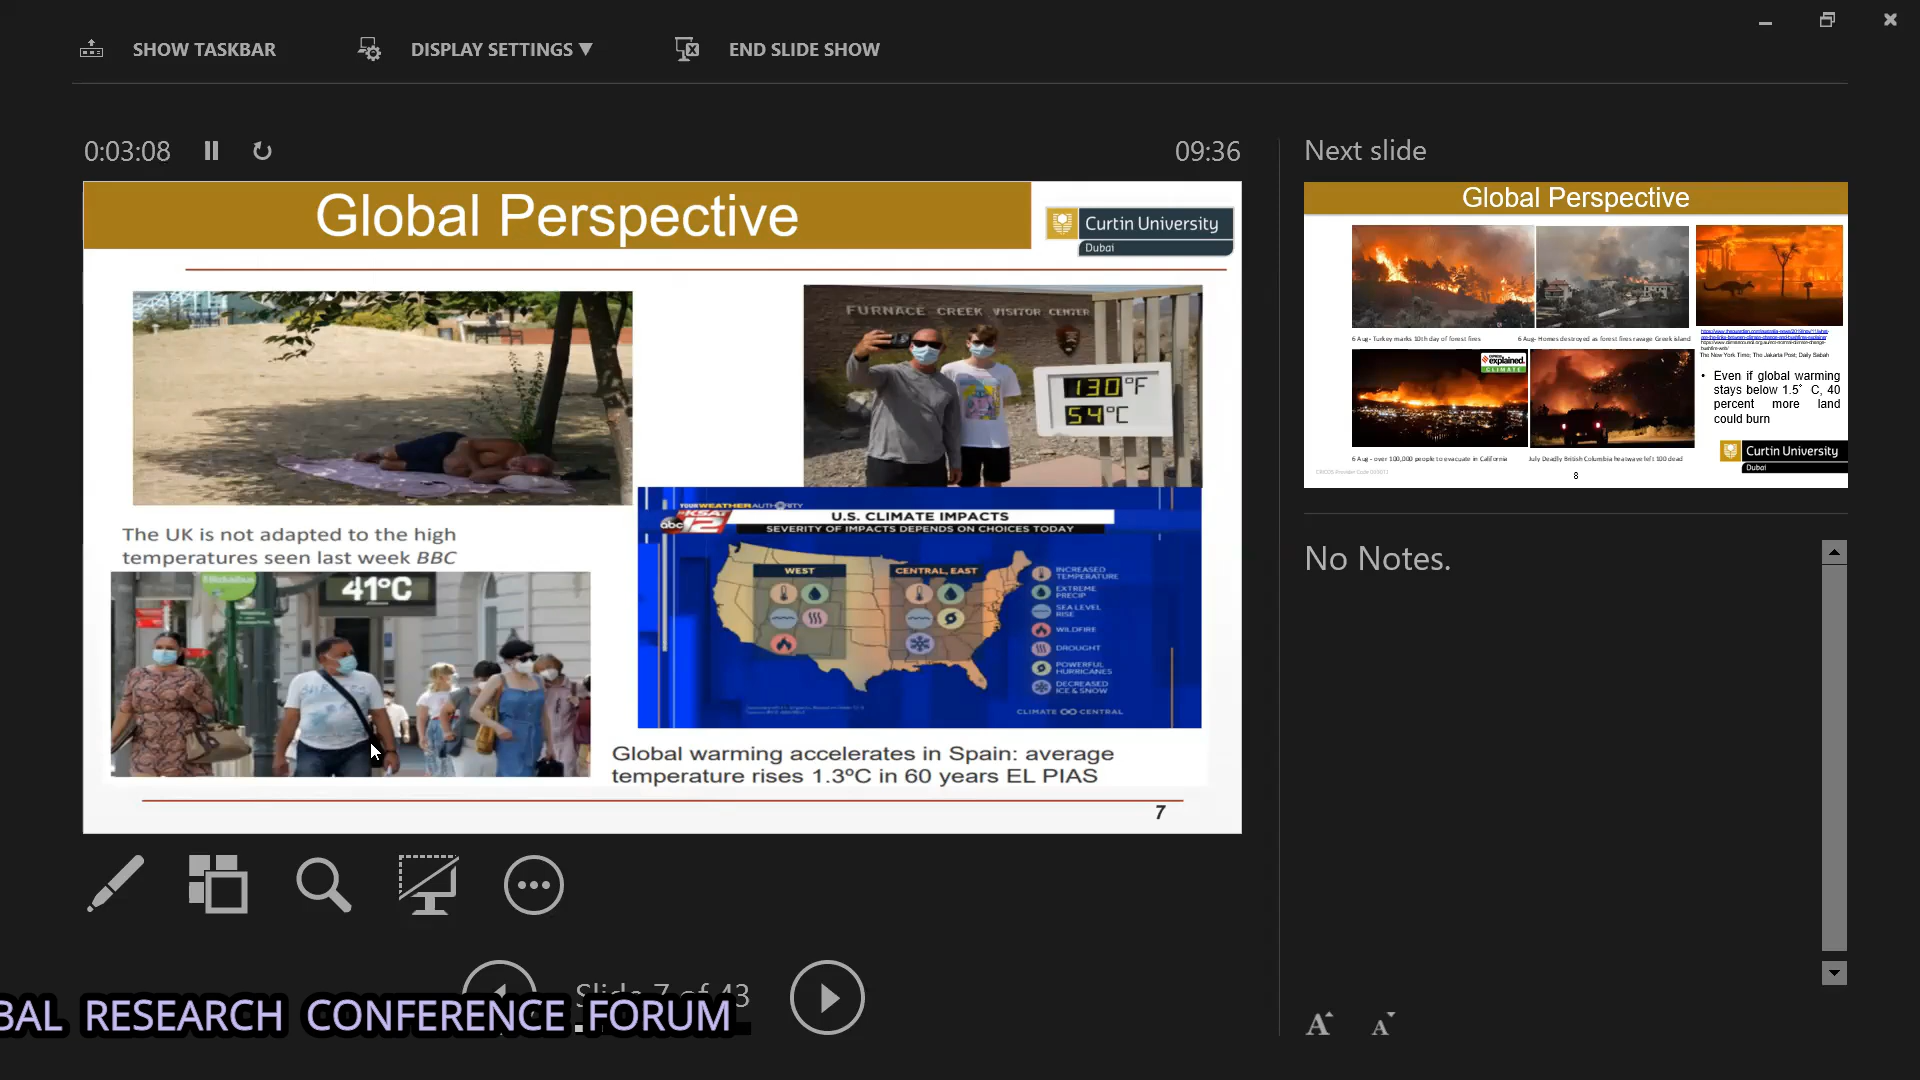 SHOW TASKBAR
DISPLAY SETTINGS ▼
END SLIDE SHOW
0:03:08
09:36
Global Perspective
Curtin University
Dubai
FURNACE CREEK VISITOR CENTER
130°F
54°C
The UK is not adapted to the high
temperatures seen last week BBC
41°C
YOUR WEATHER AUTHORITY
abc KSAT 12
U.S. CLIMATE IMPACTS
SEVERITY OF IMPACTS DEPENDS ON CHOICES TODAY
WEST
CENTRAL, EAST
INCREASED
TEMPERATURE
EXTREME
PRECIP
SEA LEVEL
RISE
WILDFIRE
DROUGHT
POWERFUL
HURRICANES
DECREASED
ICE & SNOW
CLIMATE CENTRAL
Global warming accelerates in Spain: average
temperature rises 1.3ºC in 60 years EL PIAS
7
Next slide
Global Perspective
6 Aug- Turkey marks 10th day of forest fires
6 Aug- Homes destroyed as forest fires ravage Greek island
The New York Time; The Jakarta Post; Daily Sabah
explained.
CLIMATE
• Even if global warming
stays below 1.5˚ C, 40
percent more land
could burn
6 Aug - over 100,000 people to evacuate in California
July Deadly British Columbia heatwave left 100 dead
Curtin University
Dubai
8
No Notes.
Slide 7 of 43
BAL RESEARCH CONFERENCE FORUM